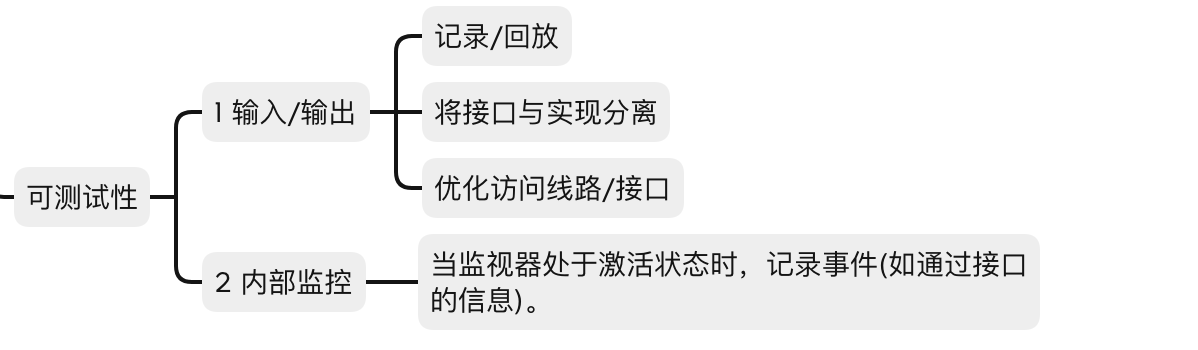 记录/回放
1 输入/输出
将接口与实现分离
优化访问线路/接口
可测试性
2 内部监控
当监视器处于激活状态时，记录事件(如通过接口
的信息)。